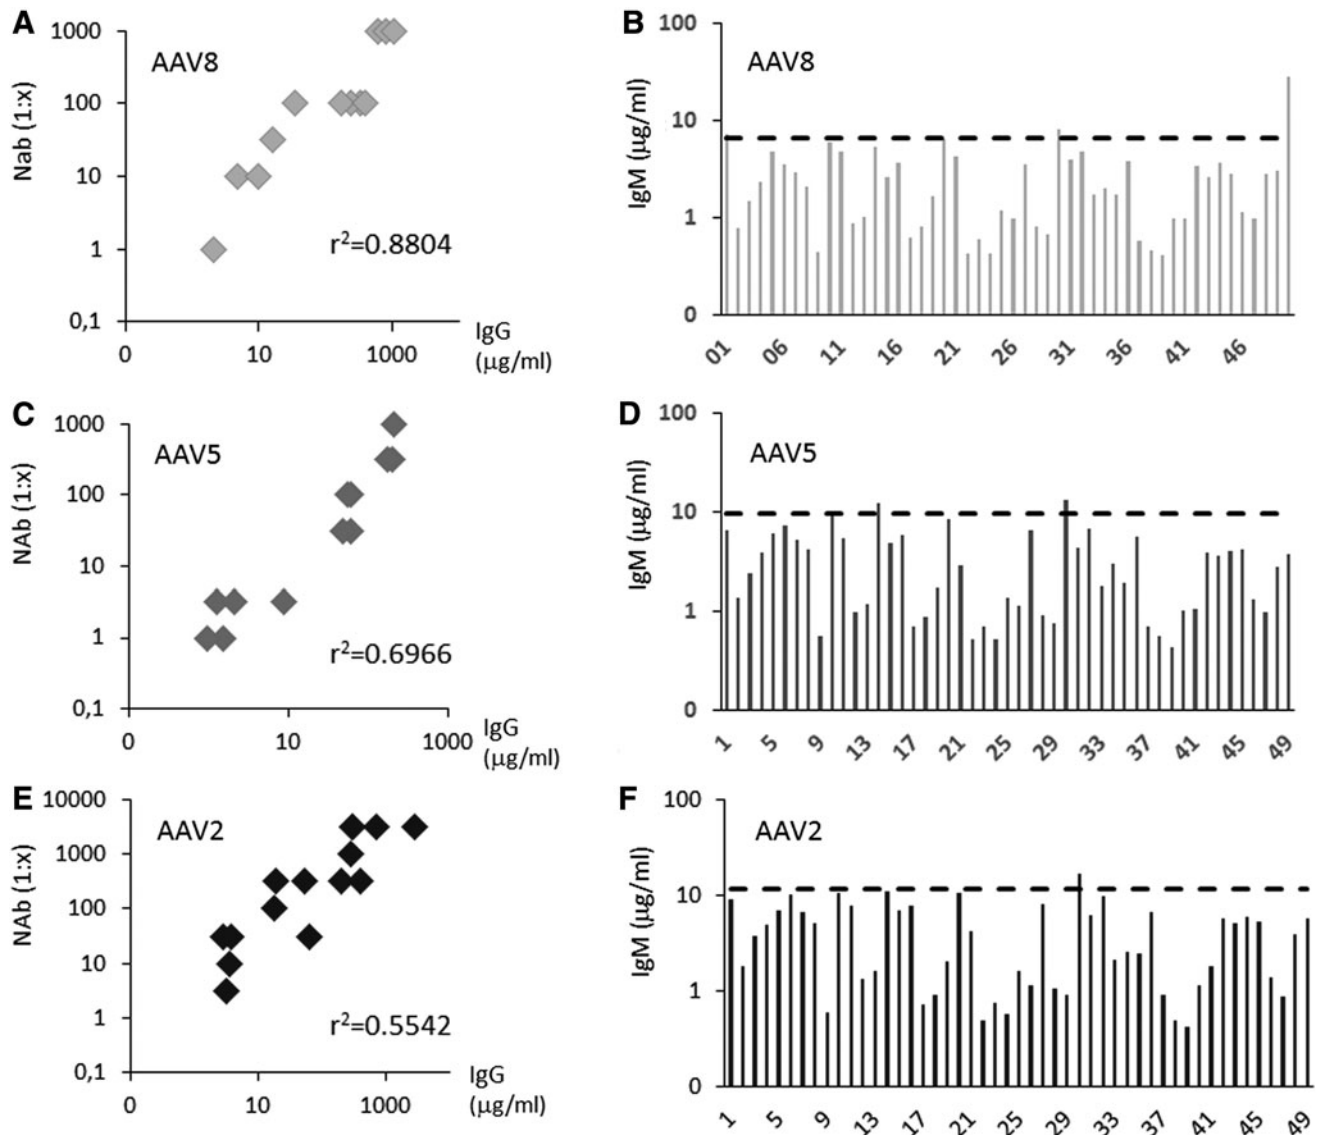 A
Nab (1:x)
1000
100
10
1
0,1
AAV8
r²=0.8804
0
10
1000
IgG
(µg/ml)
B
IgM (µg/ml)
100
10
1
0
AAV8
01
06
11
16
21
26
31
36
41
46
C
NAb (1:x)
1000
100
10
1
0,1
AAV5
r²=0.6966
0
10
1000
IgG
(µg/ml)
D
IgM (µg/ml)
100
10
1
0
AAV5
1
5
9
13
17
21
25
29
33
37
41
45
49
E
NAb (1:x)
10000
1000
100
10
1
0,1
AAV2
r²=0.5542
0
10
1000
IgG
(µg/ml)
F
IgM (µg/ml)
100
10
1
0
AAV2
1
5
9
13
17
21
25
29
33
37
41
45
49